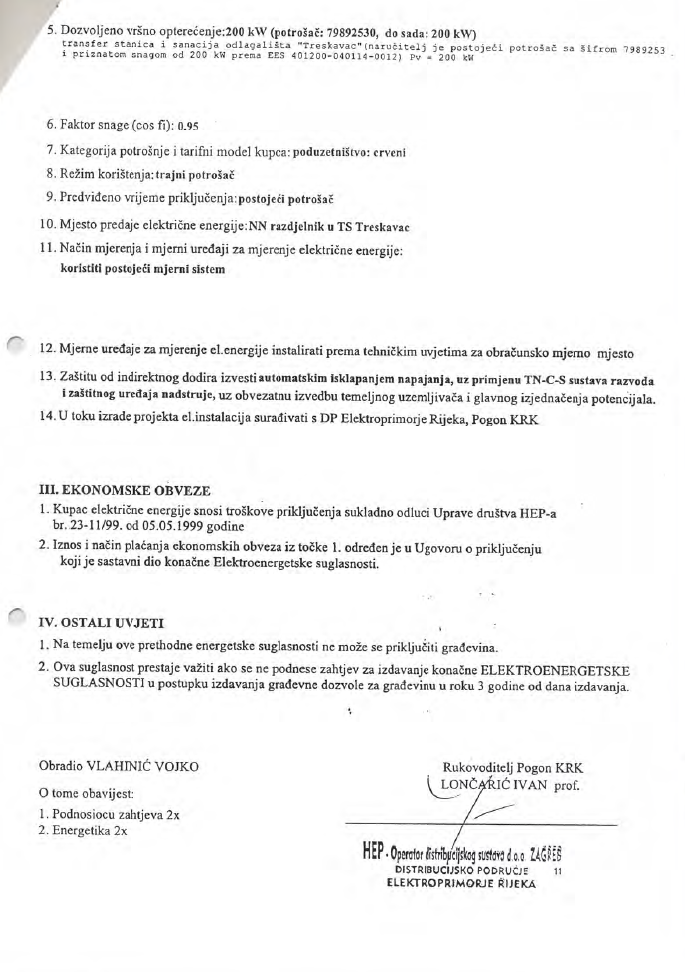 5. Dozvoljeno vršno opterećenje:200 kW (potrošač: 79892530, do sada: 200 kW)
transfer stanica i sanacija odlagališta "Treskavac"(naručitelj je postojeći potrošač sa šifrom 7989253
i priznatom snagom od 200 kW prema EES 401200-040114-0012) Pv = 200 kW
6. Faktor snage (cos fi): 0.95
7. Kategorija potrošnje i tarifni model kupca: poduzetništvo: crveni
8. Režim korištenja: trajni potrošač
9. Predviđeno vrijeme priključenja: postojeći potrošač
10. Mjesto predaje električne energije: NN razdjelnik u TS Treskavac
11. Način mjerenja i mjerni uređaji za mjerenje električne energije:
koristiti postojeći mjerni sistem
12. Mjerne uređaje za mjerenje el.energije instalirati prema tehničkim uvjetima za obračunsko mjerno mjesto
13. Zaštitu od indirektnog dodira izvesti automatskim isklapanjem napajanja, uz primjenu TN-C-S sustava razvoda
i zaštitnog uređaja nadstruje, uz obvezatnu izvedbu temeljnog uzemljivača i glavnog izjednačenja potencijala.
14. U toku izrade projekta el.instalacija surađivati s DP Elektroprimorje Rijeka, Pogon KRK
III. EKONOMSKE OBVEZE
1. Kupac električne energije snosi troškove priključenja sukladno odluci Uprave društva HEP-a
br. 23-11/99. od 05.05.1999 godine
2. Iznos i način plaćanja ekonomskih obveza iz točke 1. određen je u Ugovoru o priključenju
koji je sastavni dio konačne Elektroenergetske suglasnosti.
IV. OSTALI UVJETI
1. Na temelju ove prethodne energetske suglasnosti ne može se priključiti građevina.
2. Ova suglasnost prestaje važiti ako se ne podnese zahtjev za izdavanje konačne ELEKTROENERGETSKE
SUGLASNOSTI u postupku izdavanja građevne dozvole za građevinu u roku 3 godine od dana izdavanja.
Obradio VLAHINIĆ VOJKO
Rukovoditelj Pogon KRK
LONČARIĆ IVAN prof.
O tome obavijest:
1. Podnosiocu zahtjeva 2x
2. Energetika 2x
HEP - Operator distribucijskog sustava d.o.o. ZAGREB
DISTRIBUCIJSKO PODRUČJE 11
ELEKTROPRIMORJE RIJEKA